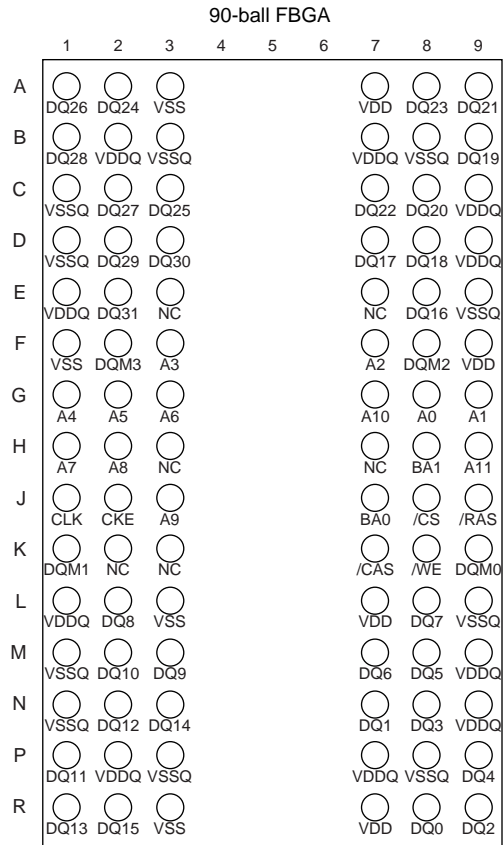 90-ball FBGA
1 2 3 4 5 6 7 8 9
A
DQ26 DQ24 VSS VDD DQ23 DQ21
B
DQ28 VDDQ VSSQ VDDQ VSSQ DQ19
C
VSSQ DQ27 DQ25 DQ22 DQ20 VDDQ
D
VSSQ DQ29 DQ30 DQ17 DQ18 VDDQ
E
VDDQ DQ31 NC NC DQ16 VSSQ
F
VSS DQM3 A3 A2 DQM2 VDD
G
A4 A5 A6 A10 A0 A1
H
A7 A8 NC NC BA1 A11
J
CLK CKE A9 BA0 /CS /RAS
K
DQM1 NC NC /CAS /WE DQM0
L
VDDQ DQ8 VSS VDD DQ7 VSSQ
M
VSSQ DQ10 DQ9 DQ6 DQ5 VDDQ
N
VSSQ DQ12 DQ14 DQ1 DQ3 VDDQ
P
DQ11 VDDQ VSSQ VDDQ VSSQ DQ4
R
DQ13 DQ15 VSS VDD DQ0 DQ2